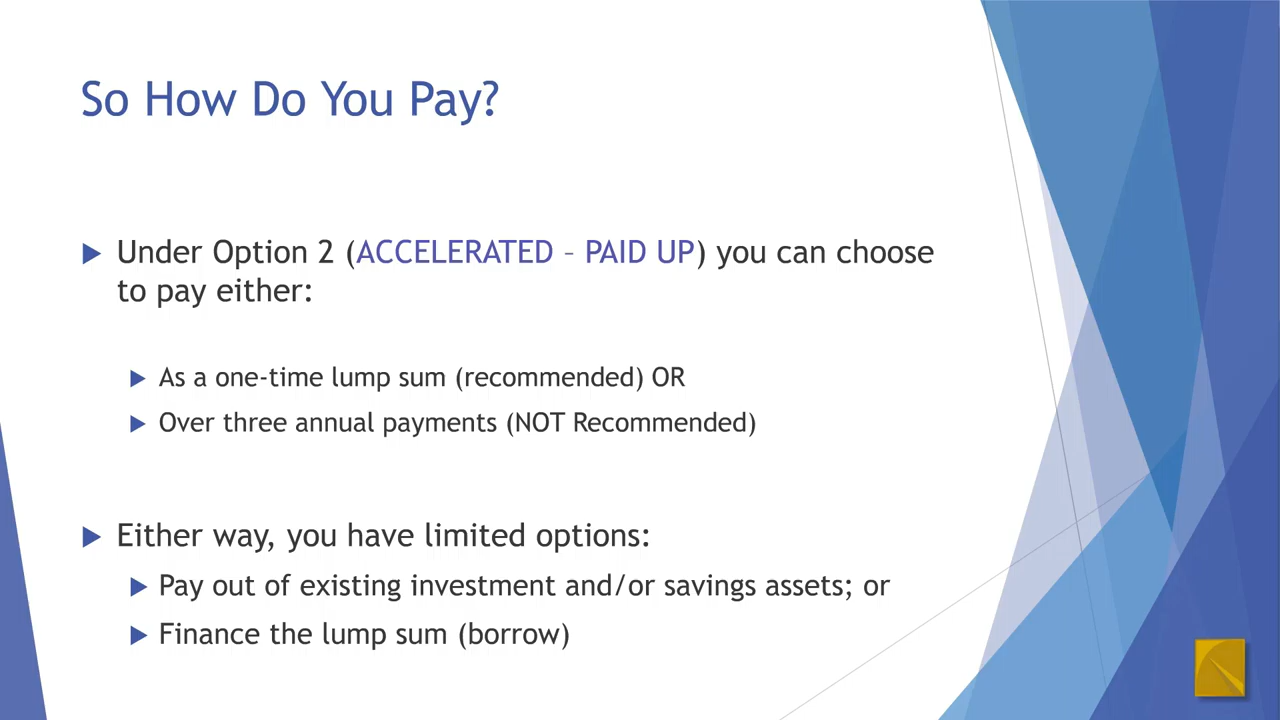 So How Do You Pay?
Under Option 2 (ACCELERATED – PAID UP) you can choose
to pay either:
As a one-time lump sum (recommended) OR
Over three annual payments (NOT Recommended)
Either way, you have limited options:
Pay out of existing investment and/or savings assets; or
Finance the lump sum (borrow)